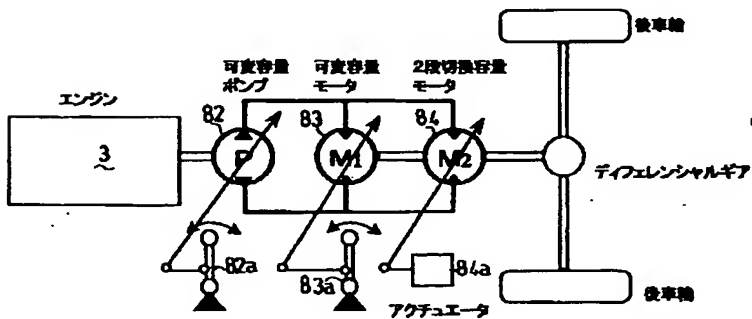 後車輪
可変容量
ポンプ
可変容量
モータ
2段切換容量
モータ
エンジン
82
83
84
3
P
M1
M2
ディファレンシャルギア
82a
83a
84a
アクチュエータ
後車輪